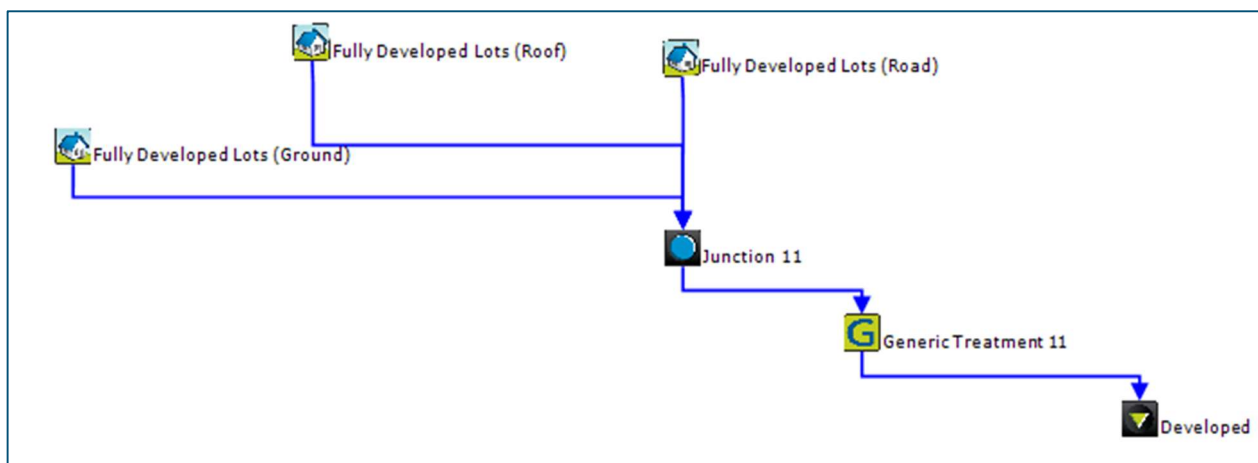 Fully Developed Lots (Roof)
Fully Developed Lots (Road)
Fully Developed Lots (Ground)
Junction 11
G
Generic Treatment 11
Developed